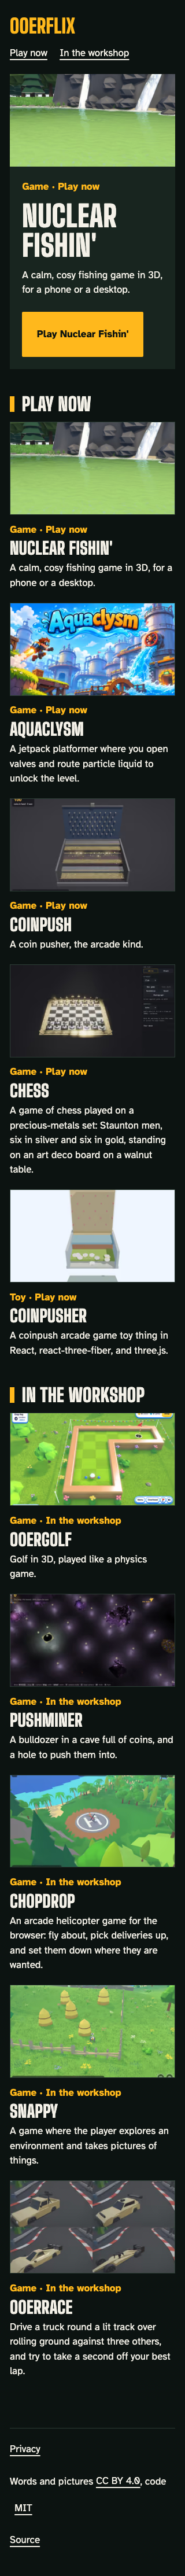 OOERFLIX
Play now In the workshop
Game · Play now
NUCLEAR
FISHIN'
A calm, cosy fishing game in 3D,
for a phone or a desktop.
Play Nuclear Fishin'
PLAY NOW
Game · Play now
NUCLEAR FISHIN'
A calm, cosy fishing game in 3D, for a
phone or a desktop.
Aquaclysm
Game · Play now
AQUACLYSM
A jetpack platformer where you open
valves and route particle liquid to
unlock the level.
Game · Play now
COINPUSH
A coin pusher, the arcade kind.
Game · Play now
CHESS
A game of chess played on a
precious-metals set: Staunton men,
six in silver and six in gold, standing
on an art deco board on a walnut
table.
Toy · Play now
COINPUSHER
A coinpush arcade game toy thing in
React, react-three-fiber, and three.js.
IN THE WORKSHOP
Game · In the workshop
OOERGOLF
Golf in 3D, played like a physics
game.
Game · In the workshop
PUSHMINER
A bulldozer in a cave full of coins, and
a hole to push them into.
Game · In the workshop
CHOPDROP
An arcade helicopter game for the
browser: fly about, pick deliveries up,
and set them down where they are
wanted.
Game · In the workshop
SNAPPY
A game where the player explores an
environment and takes pictures of
things.
Game · In the workshop
OOERRACE
Drive a truck round a lit track over
rolling ground against three others,
and try to take a second off your best
lap.
Privacy
Words and pictures CC BY 4.0, code
MIT
Source